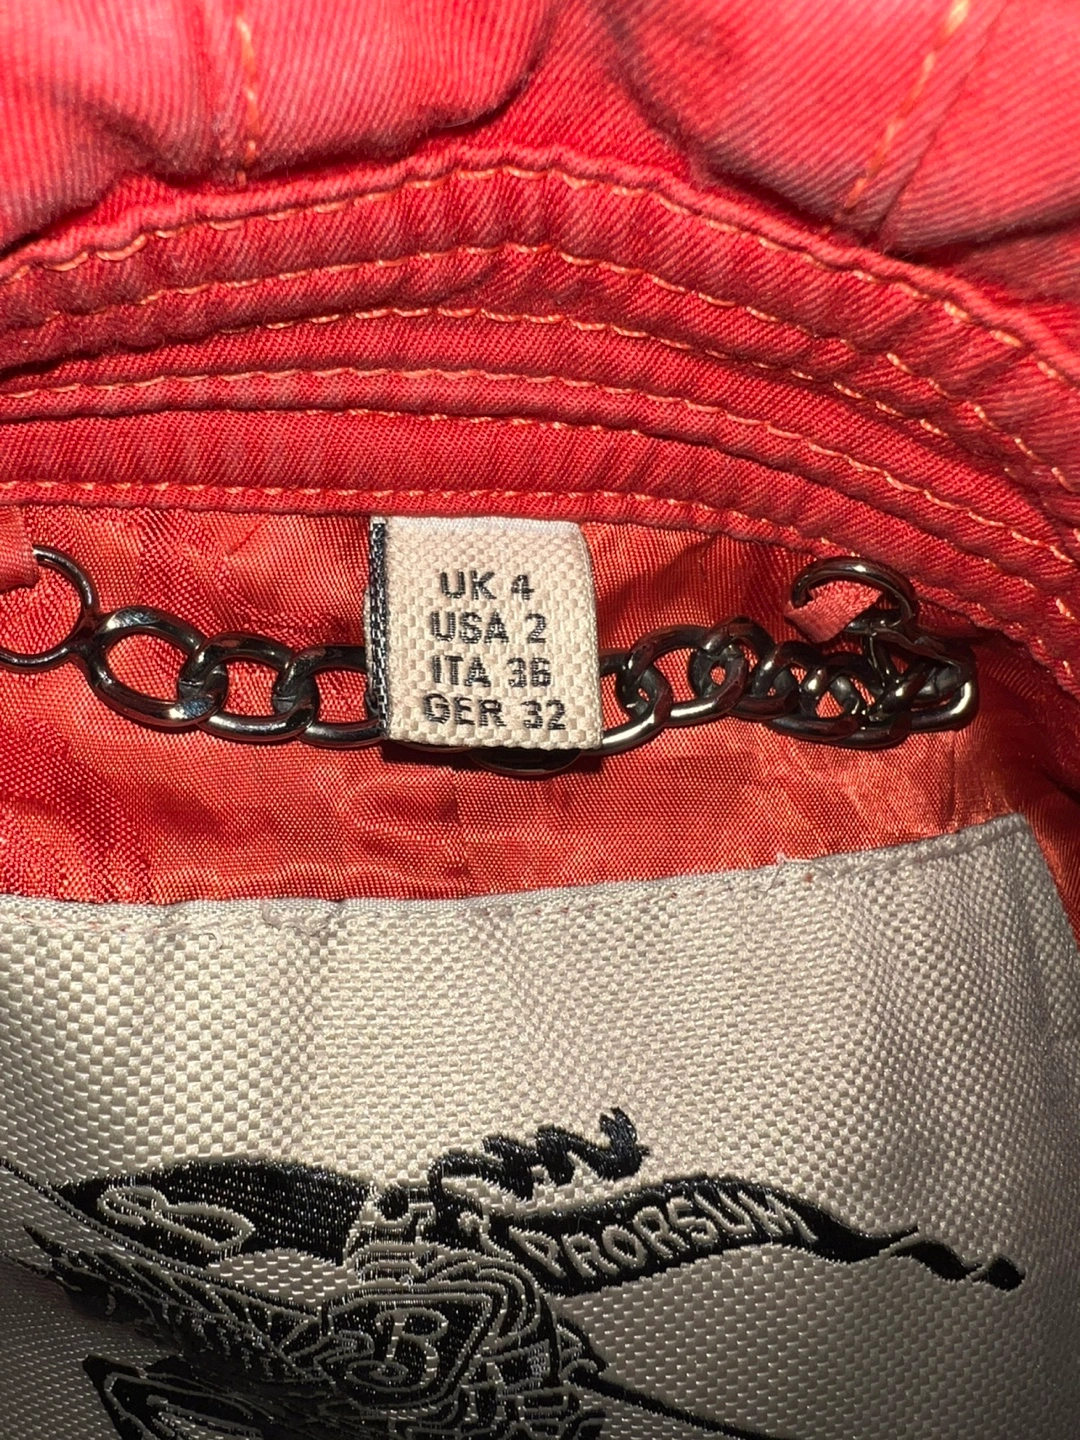 UK 4
USA 2
ITA 36
GER 32
PRORSUM
B